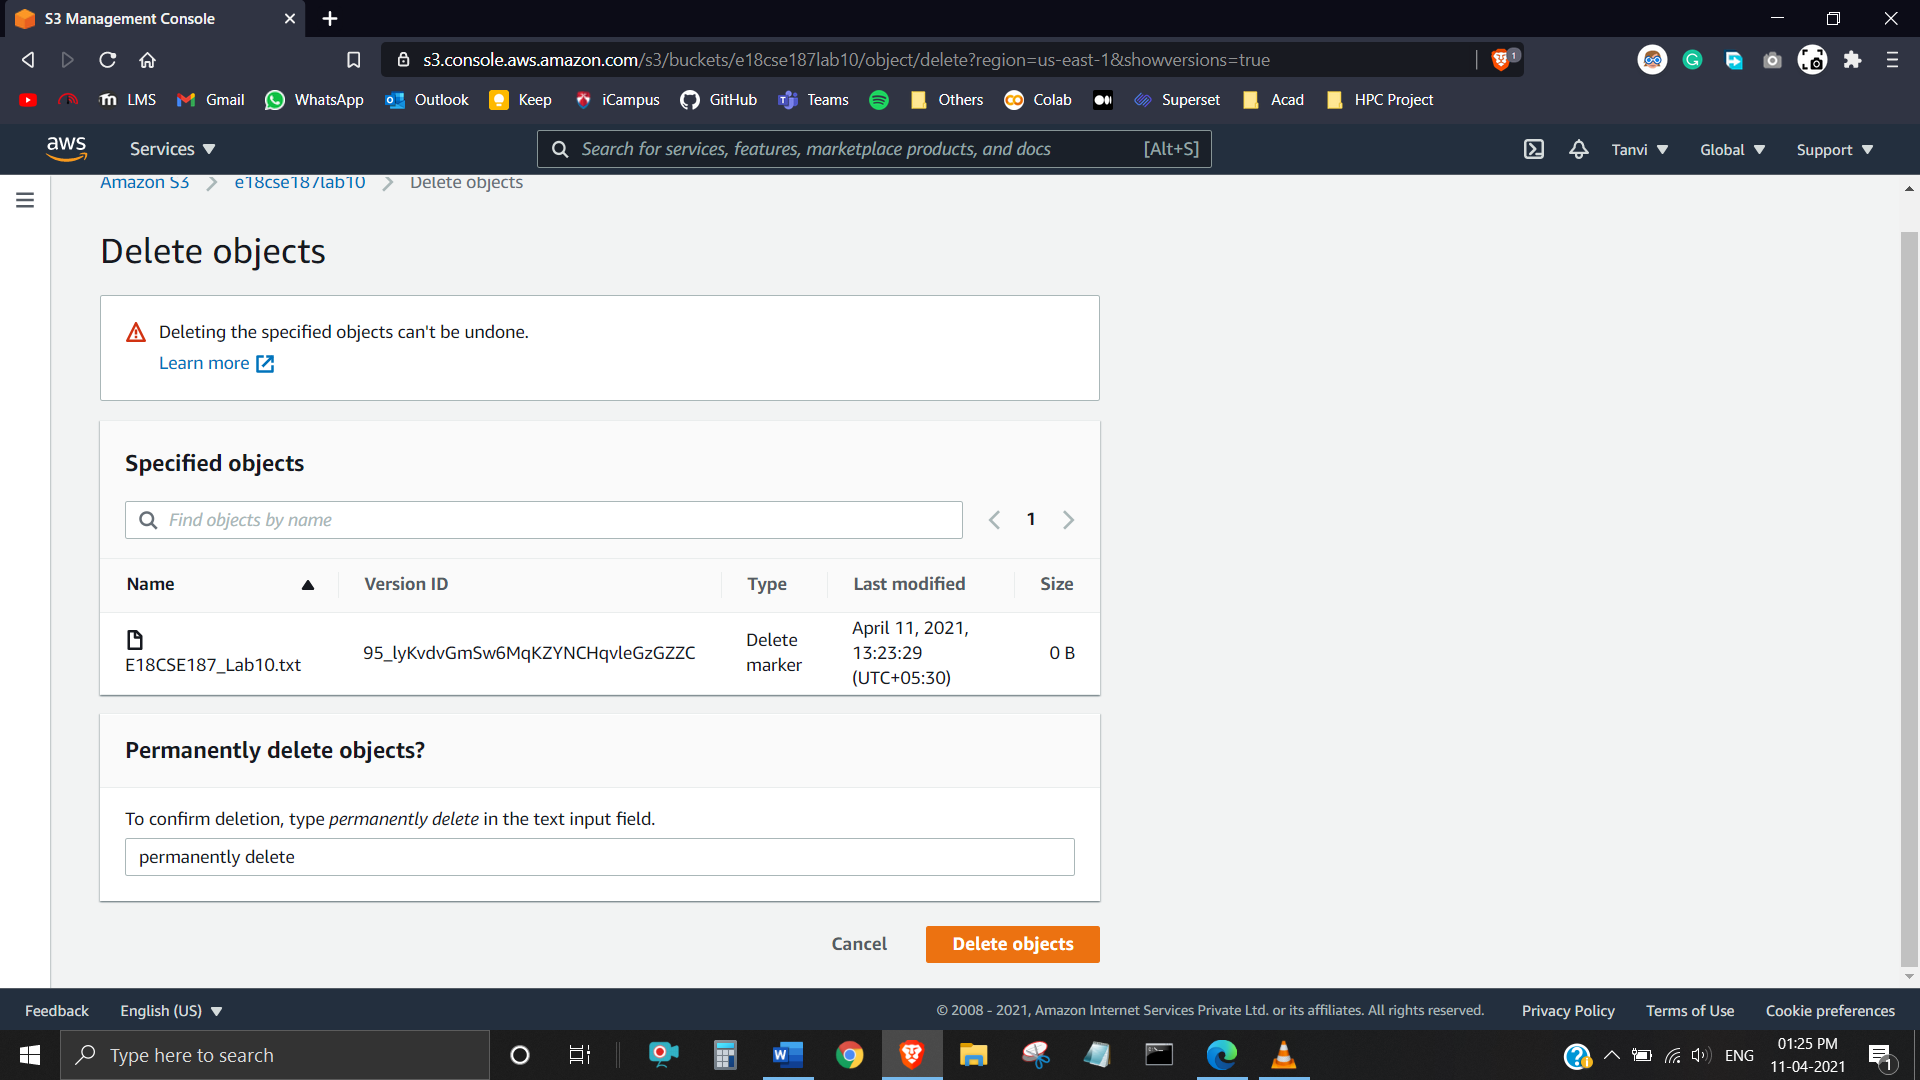 S3 Management Console
s3.console.aws.amazon.com/s3/buckets/e18cse187lab10/object/delete?region=us-east-1&showversions=true
1
LMS Gmail WhatsApp Outlook Keep iCampus GitHub Teams Others Colab Superset Acad HPC Project
aws Services Search for services, features, marketplace products, and docs [Alt+S] Tanvi Global Support
Amazon S3 e18cse187lab10 Delete objects
Delete objects
Deleting the specified objects can't be undone.
Learn more
Specified objects
Find objects by name 1
Name Version ID Type Last modified Size
E18CSE187_Lab10.txt 95_lyKvdvGmSw6MqKZYNCHqvleGzGZZC Delete marker April 11, 2021, 13:23:29 (UTC+05:30) 0 B
Permanently delete objects?
To confirm deletion, type permanently delete in the text input field.
permanently delete
Cancel Delete objects
Feedback English (US) © 2008 - 2021, Amazon Internet Services Private Ltd. or its affiliates. All rights reserved. Privacy Policy Terms of Use Cookie preferences
Type here to search ENG 01:25 PM
11-04-2021
1